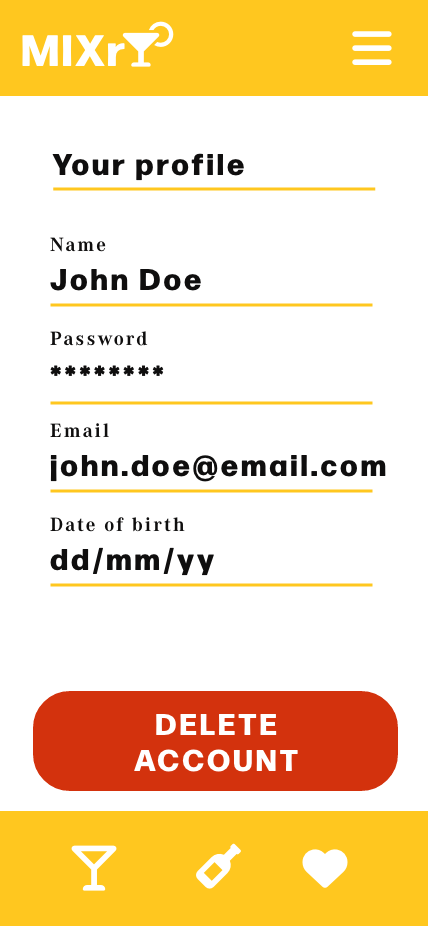 MIXr
Your profile
Name
John Doe
Password
********
Email
john.doe@email.com
Date of birth
dd/mm/yy
DELETE
ACCOUNT